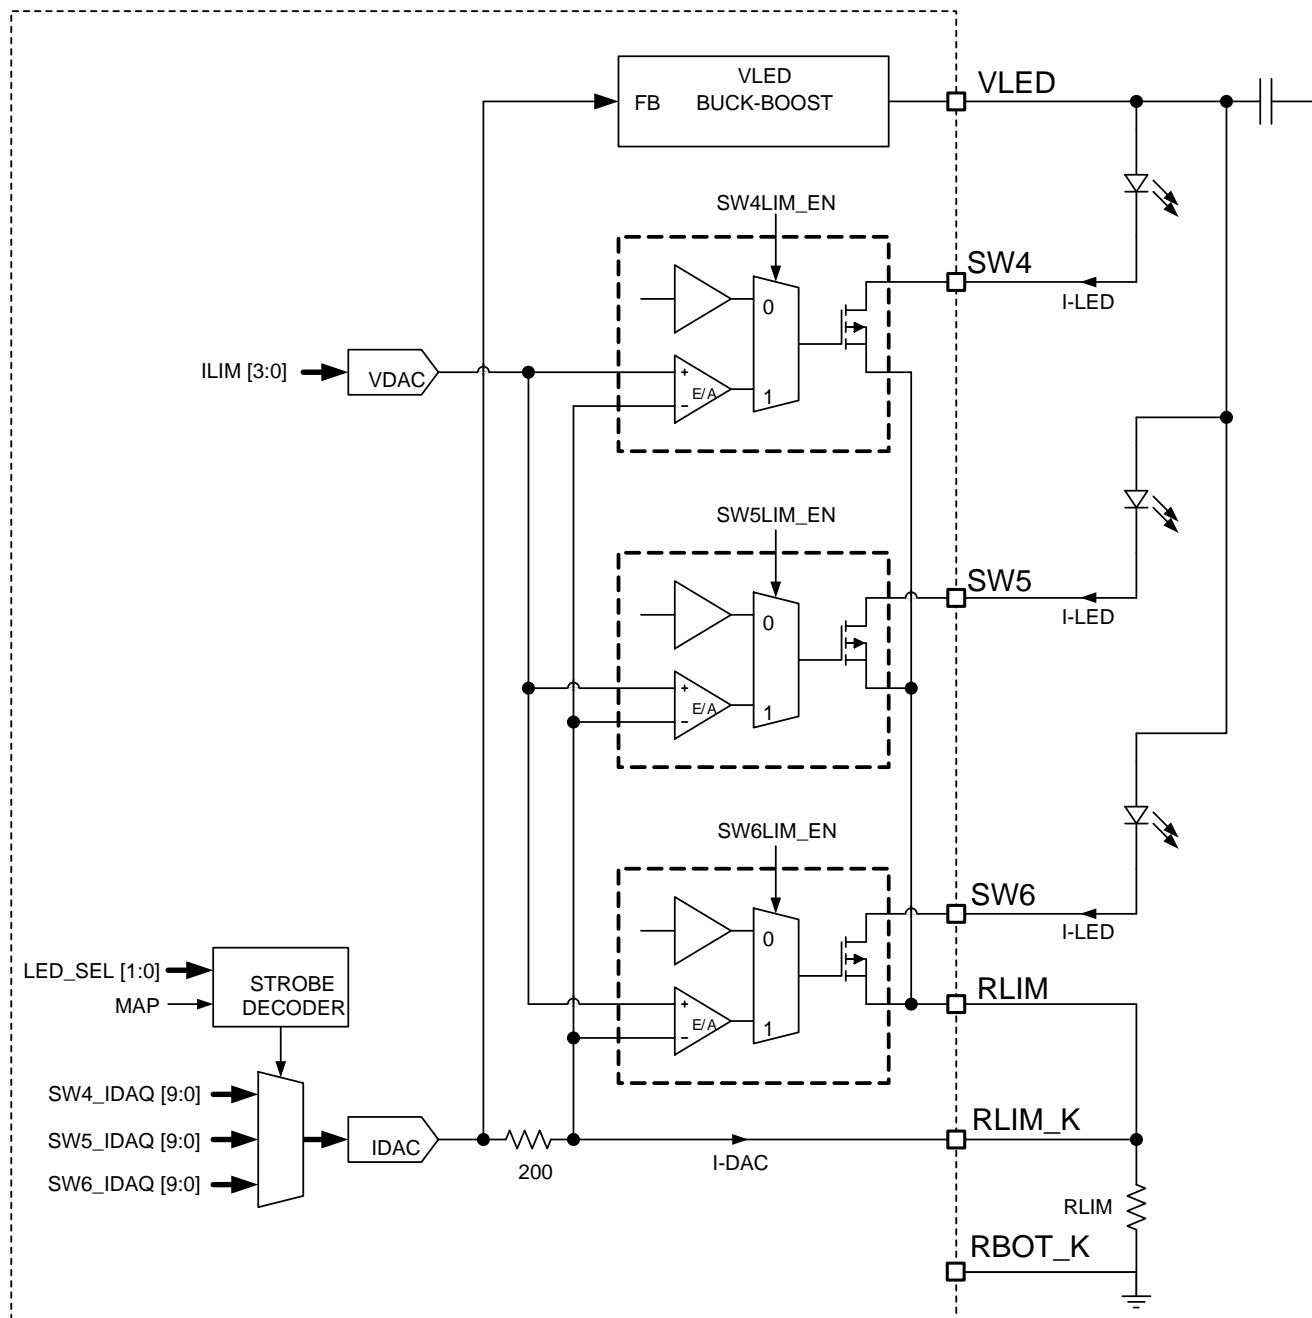 VLED
FB
BUCK-BOOST
VLED
SW4LIM_EN
0
1
+
E/A
−
SW4
I-LED
ILIM [3:0]
VDAC
SW5LIM_EN
0
1
+
E/A
−
SW5
I-LED
SW6LIM_EN
0
1
+
E/A
−
SW6
I-LED
LED_SEL [1:0]
MAP
STROBE
DECODER
RLIM
SW4_IDAQ [9:0]
SW5_IDAQ [9:0]
SW6_IDAQ [9:0]
IDAC
200
I-DAC
RLIM_K
RLIM
RBOT_K